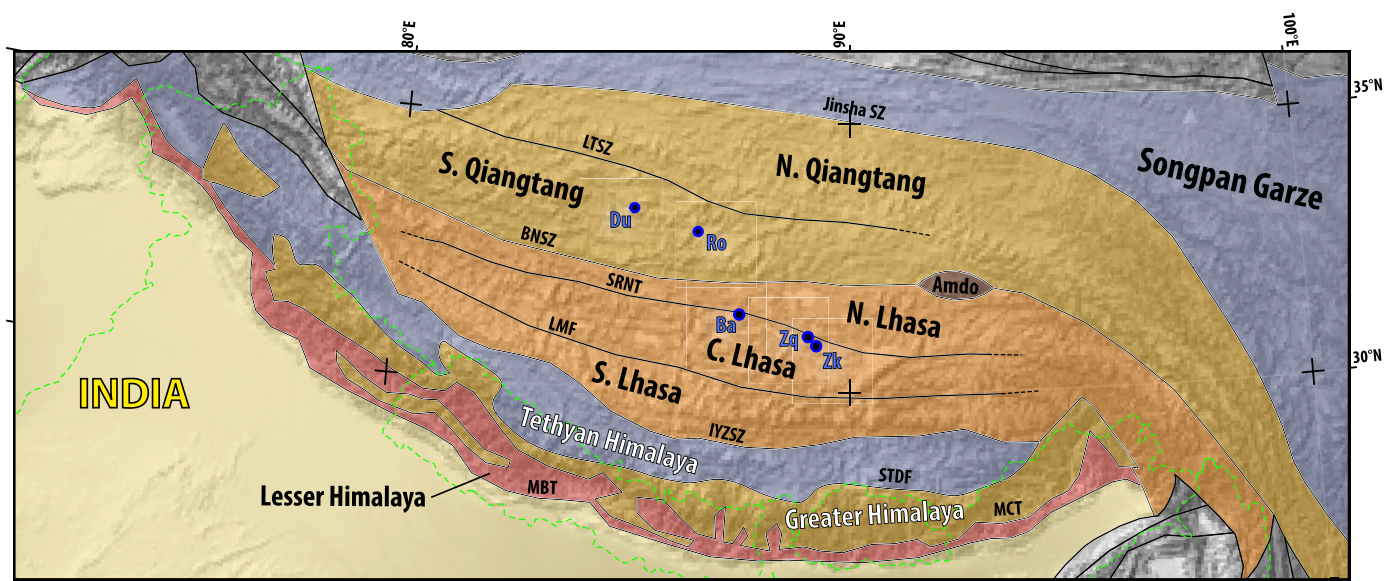 80°E
90°E
100°E
35°N
Jinsha SZ
LTSZ
S. Qiangtang
N. Qiangtang
Songpan Garze
Du
Ro
BNSZ
SRNT
Amdo
Ba
N. Lhasa
LMF
Zq
C. Lhasa
Zk
30°N
S. Lhasa
INDIA
Tethyan Himalaya
IYZSZ
STDF
Lesser Himalaya
MBT
Greater Himalaya
MCT